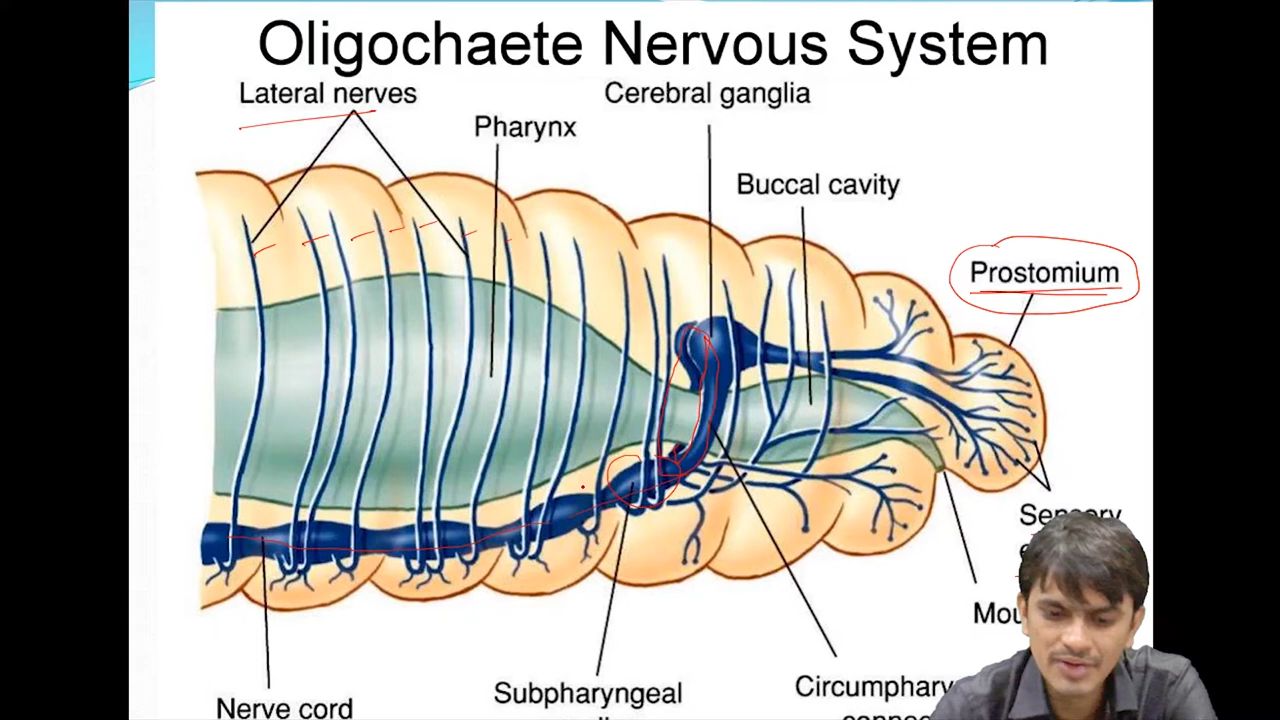 Oligochaete Nervous System
Lateral nerves
Cerebral ganglia
Pharynx
Buccal cavity
Prostomium
Nerve cord
Subpharyngeal